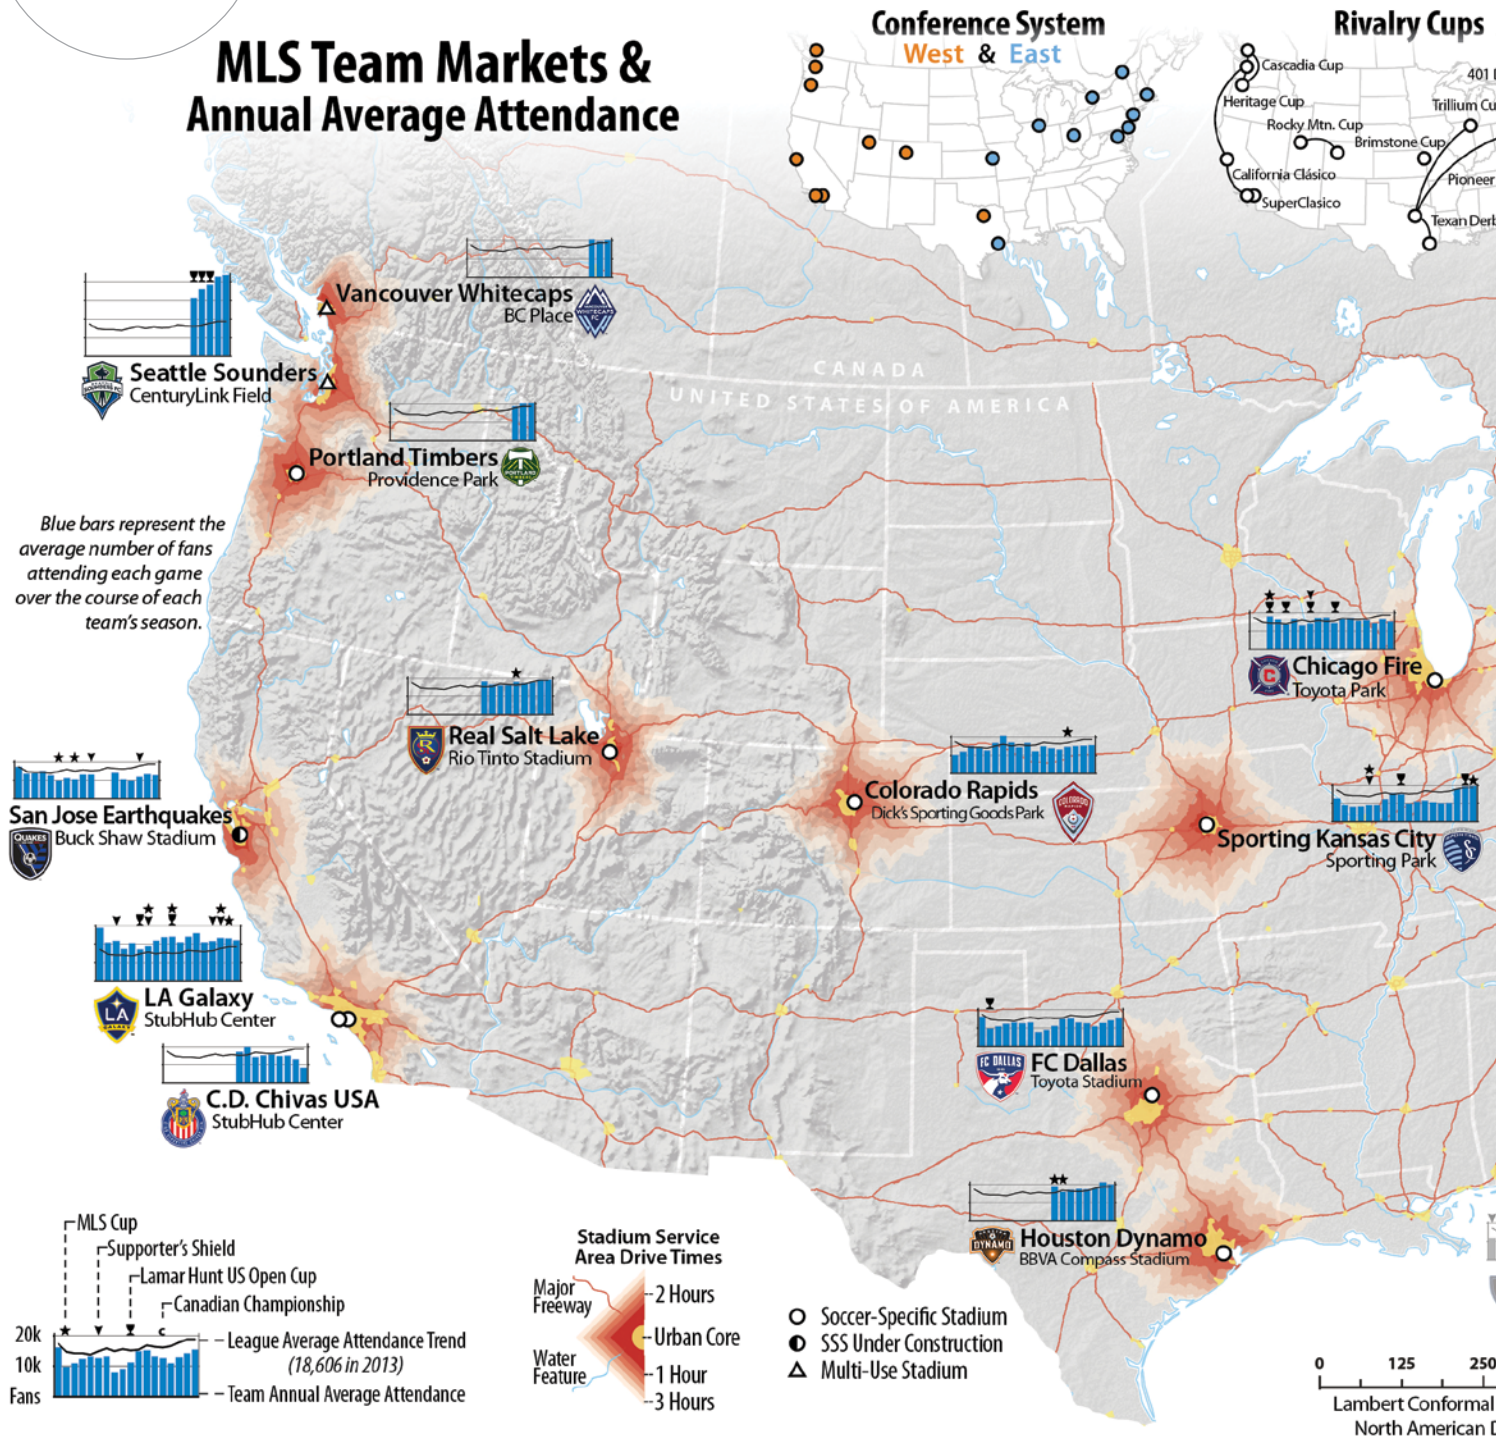 MLS Team Markets &
Annual Average Attendance
Conference System
West & East
Rivalry Cups
Cascadia Cup
401
Heritage Cup
Trillium Cu
Rocky Mtn. Cup
Brimstone Cup
California Clásico
Pioneer
SuperClasico
Texan Derb
Vancouver Whitecaps
BC Place
Seattle Sounders
CenturyLink Field
CANADA
UNITED STATES OF AMERICA
Portland Timbers
Providence Park
Blue bars represent the
average number of fans
attending each game
over the course of each
team's season.
Chicago Fire
Toyota Park
Real Salt Lake
Rio Tinto Stadium
Colorado Rapids
Dick's Sporting Goods Park
San Jose Earthquakes
Buck Shaw Stadium
QUAKES
Sporting Kansas City
Sporting Park
LA Galaxy
StubHub Center
LA
C.D. Chivas USA
StubHub Center
FC DALLAS
FC Dallas
Toyota Stadium
Houston Dynamo
BBVA Compass Stadium
DYNAMO
MLS Cup
Supporter's Shield
Lamar Hunt US Open Cup
Canadian Championship
c
20k
10k
Fans
League Average Attendance Trend
(18,606 in 2013)
Team Annual Average Attendance
Stadium Service
Area Drive Times
Major
Freeway
Water
Feature
2 Hours
Urban Core
1 Hour
3 Hours
Soccer-Specific Stadium
SSS Under Construction
Multi-Use Stadium
0 125 250
Lambert Conformal
North American D